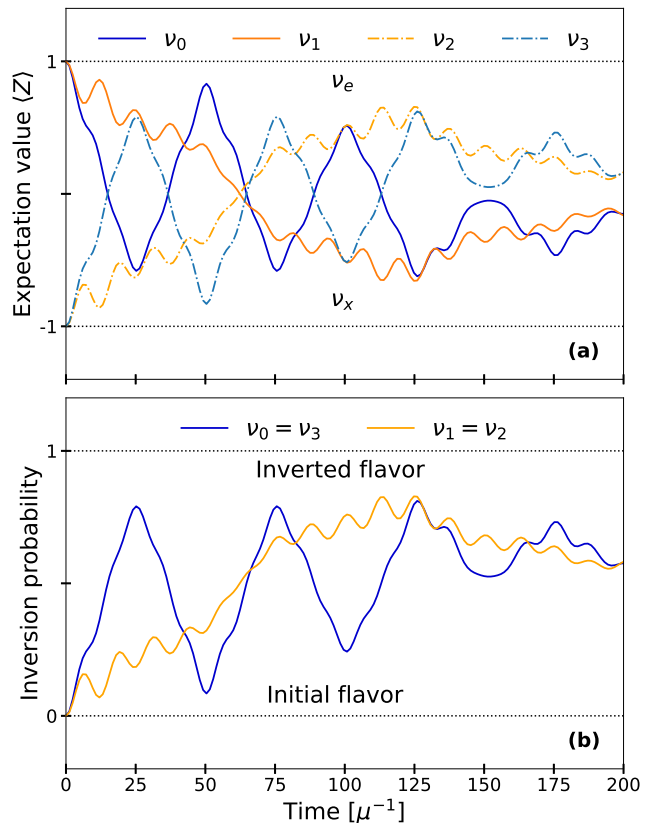 ν₀ ν₁ ν₂ ν₃
1
νₑ
Expectation value ⟨Z⟩
νₓ
-1
(a)
ν₀ = ν₃ ν₁ = ν₂
1
Inverted flavor
Inversion probability
Initial flavor
0
(b)
0 25 50 75 100 125 150 175 200
Time [μ⁻¹]